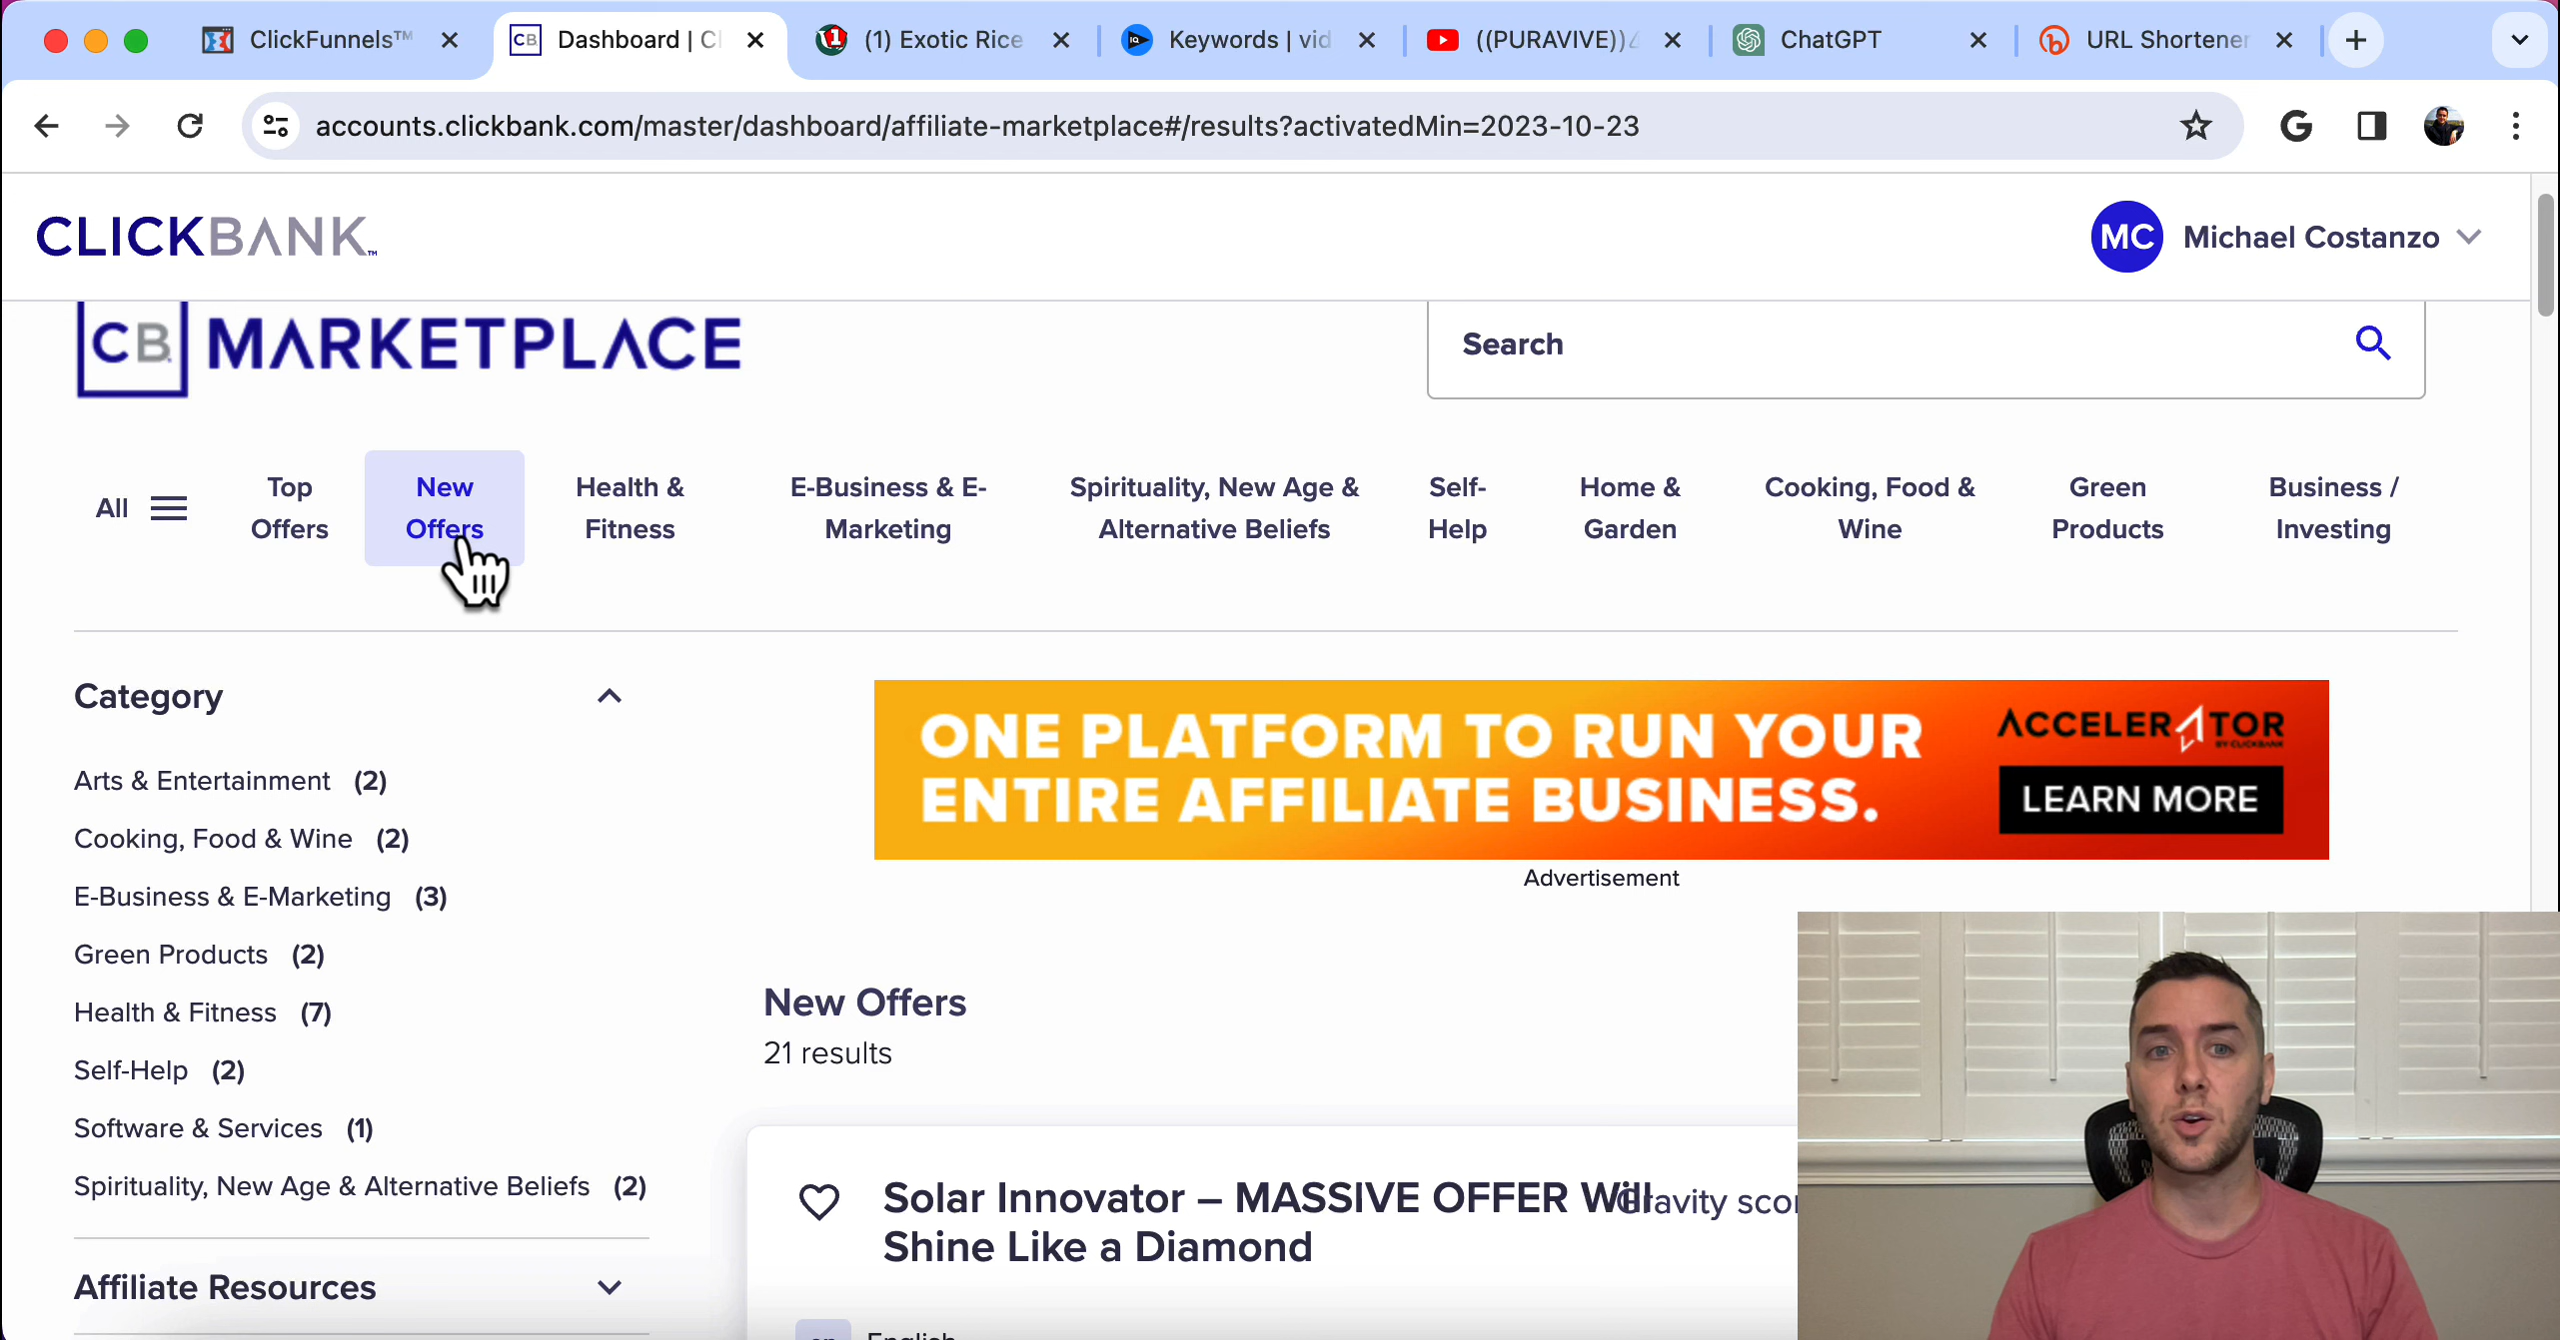 ClickFunnels™
Dashboard | Cl
(1) Exotic Rice
Keywords | vid
((PURAVIVE))
ChatGPT
URL Shortener
accounts.clickbank.com/master/dashboard/affiliate-marketplace#/results?activatedMin=2023-10-23
CLICKBANK™
MC Michael Costanzo
CB MARKETPLACE
Search
All
Top
Offers
New
Offers
Health &
Fitness
E-Business & E-
Marketing
Spirituality, New Age &
Alternative Beliefs
Self-
Help
Home &
Garden
Cooking, Food &
Wine
Green
Products
Business /
Investing
Category
Arts & Entertainment (2)
Cooking, Food & Wine (2)
E-Business & E-Marketing (3)
Green Products (2)
Health & Fitness (7)
Self-Help (2)
Software & Services (1)
Spirituality, New Age & Alternative Beliefs (2)
Affiliate Resources
ONE PLATFORM TO RUN YOUR
ENTIRE AFFILIATE BUSINESS.
ACCELERATOR
BY CLICKBANK
LEARN MORE
Advertisement
New Offers
21 results
Solar Innovator – MASSIVE OFFER Will
Shine Like a Diamond
Gravity scor
English